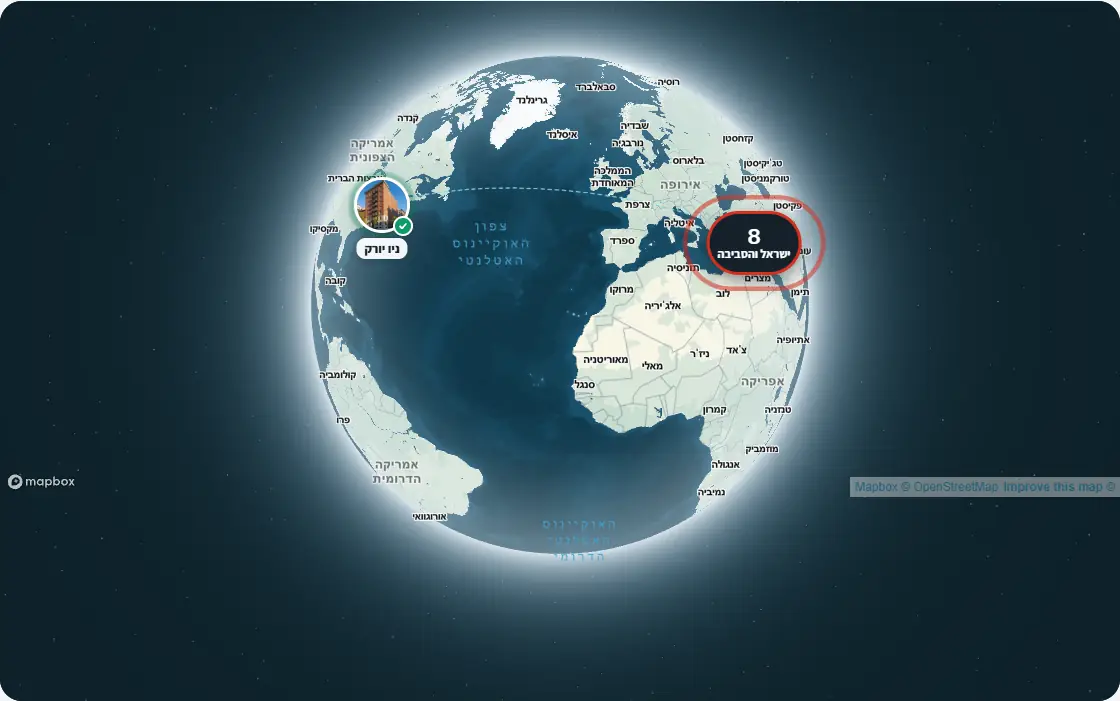 רוסיה
סבאלברד
גרינלנד
קנדה
איסלנד
שבדיה
נורבגיה
קזחסטן
אמריקה
הצפונית
בלארוס
טג'יקיסטן
הממלכה
המאוחדת
טורקמניסטן
אירופה
ארצות הברית
פקיסטן
צרפת
איטליה
צפון
האוקיינוס
האטלנטי
מקסיקו
ספרד
8
ישראל והסביבה
ניו יורק
תוניסיה
מצרים
קובה
מרוקו
לוב
תימן
אלג'יריה
אתיופיה
מאוריטניה
מאלי
ניז'ר
צ'אד
קולומביה
סנגל
אפריקה
קמרון
טנזניה
פרו
מוזמביק
אמריקה
הדרומית
אנגולה
נמיביה
אורוגוואי
האוקיינוס
האטלנטי
הדרומי
mapbox
Mapbox © OpenStreetMap Improve this map ©